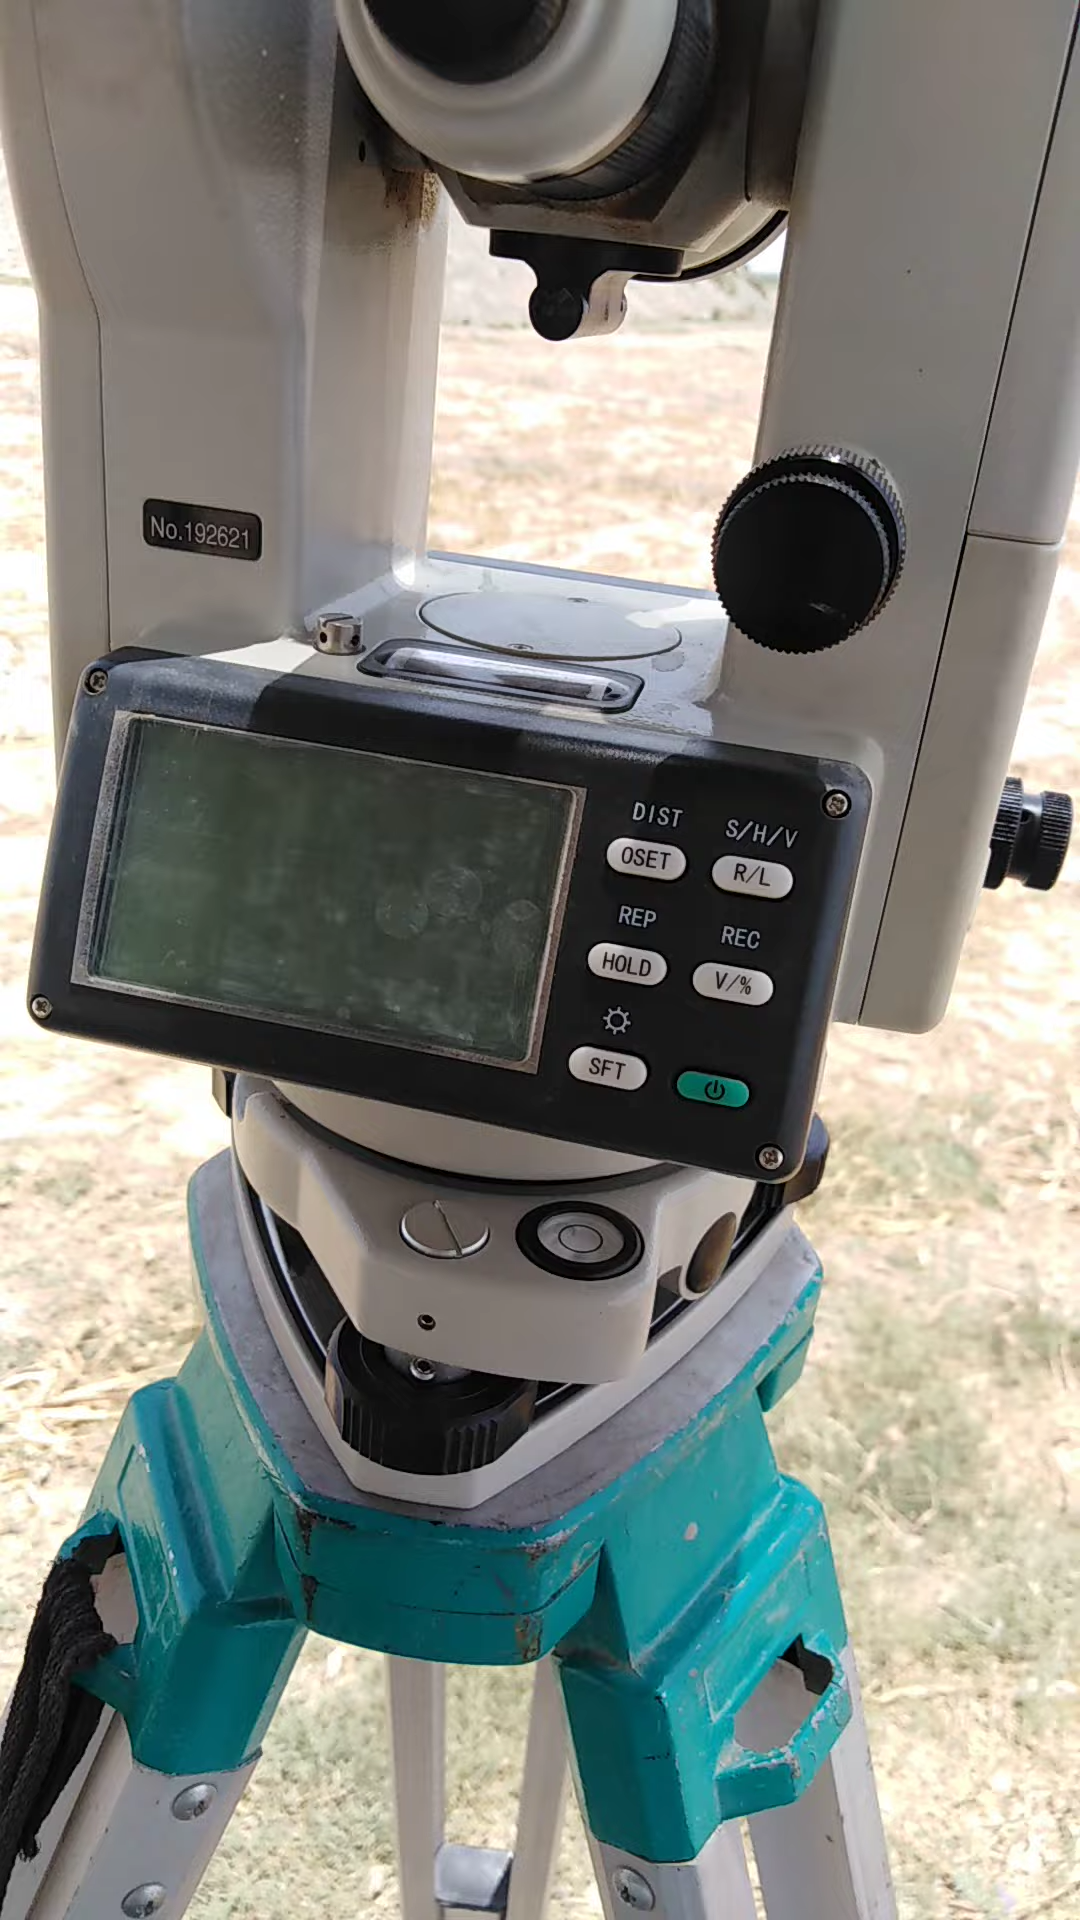 No.192621
DIST S/H/V
OSET R/L
REP REC
HOLD V/%
SFT